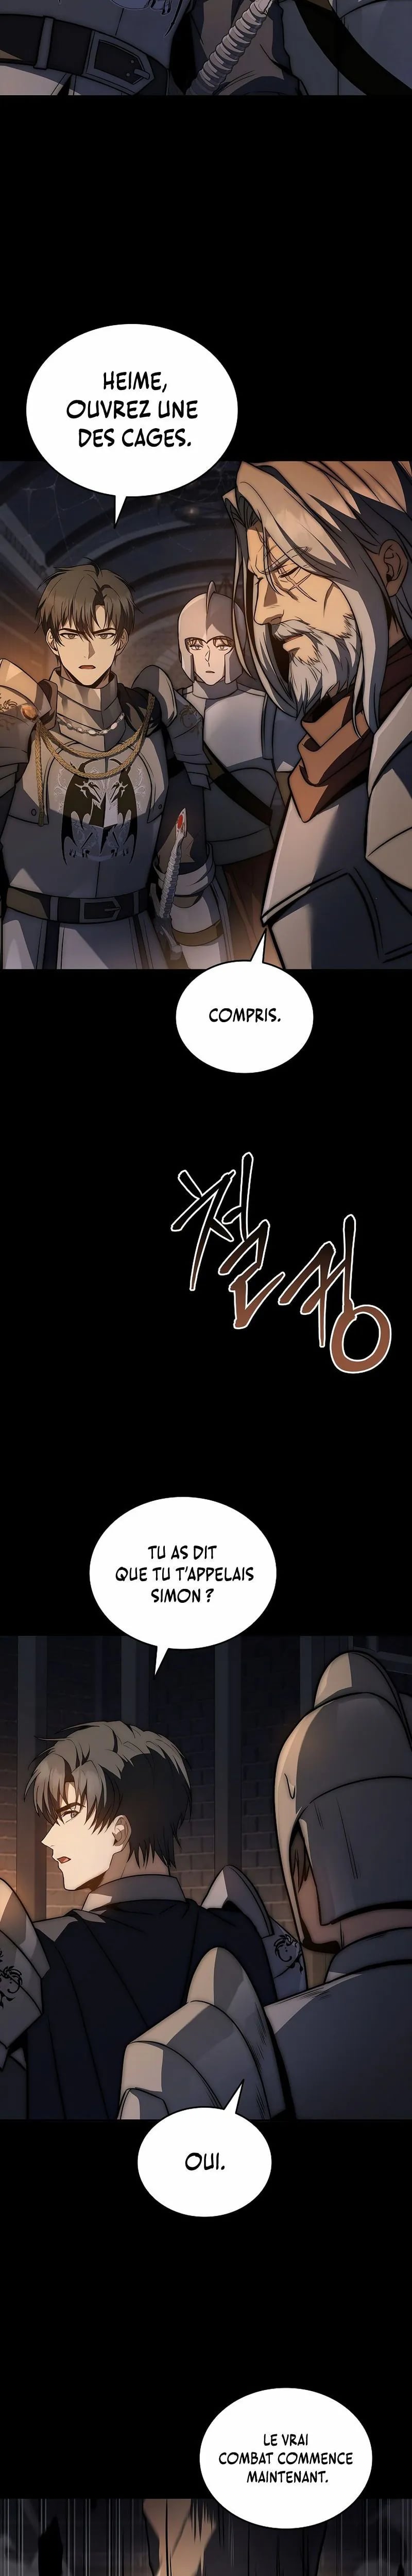 HEIME,
OUVREZ UNE
DES CAGES.
COMPRIS.
철컹
TU AS DIT
QUE TU T'APPELAIS
SIMON ?
OUI.
LE VRAI
COMBAT COMMENCE
MAINTENANT.